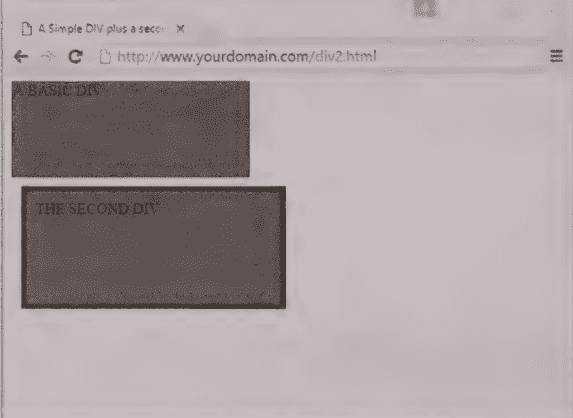 A Simple DIV plus a secon
http://www.yourdomain.com/div2.html
A BASIC DIV
THE SECOND DIV